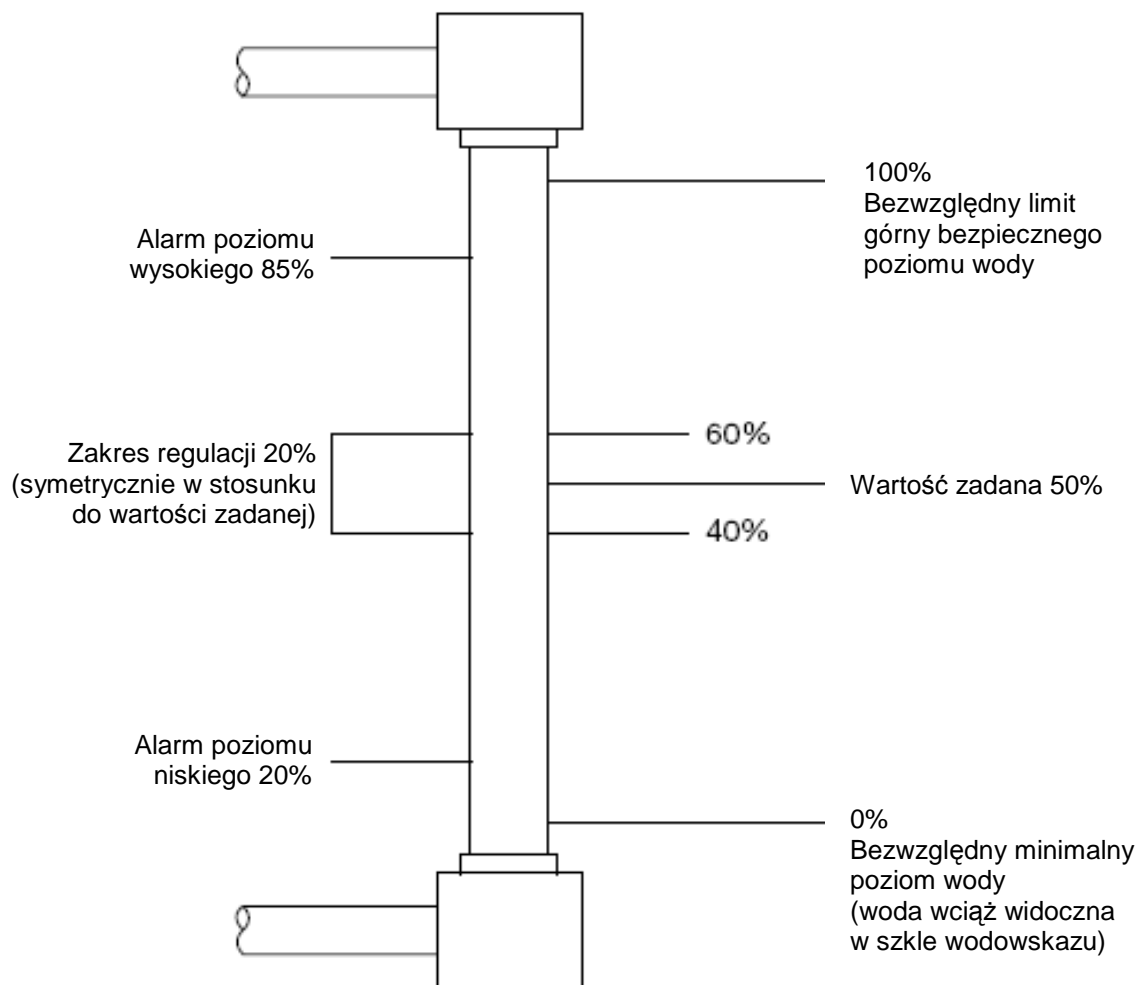 100%
Bezwzględny limit
górny bezpiecznego
poziomu wody
Alarm poziomu
wysokiego 85%
60%
Zakres regulacji 20%
(symetrycznie w stosunku
do wartości zadanej)
Wartość zadana 50%
40%
Alarm poziomu
niskiego 20%
0%
Bezwzględny minimalny
poziom wody
(woda wciąż widoczna
w szkle wodowskazu)